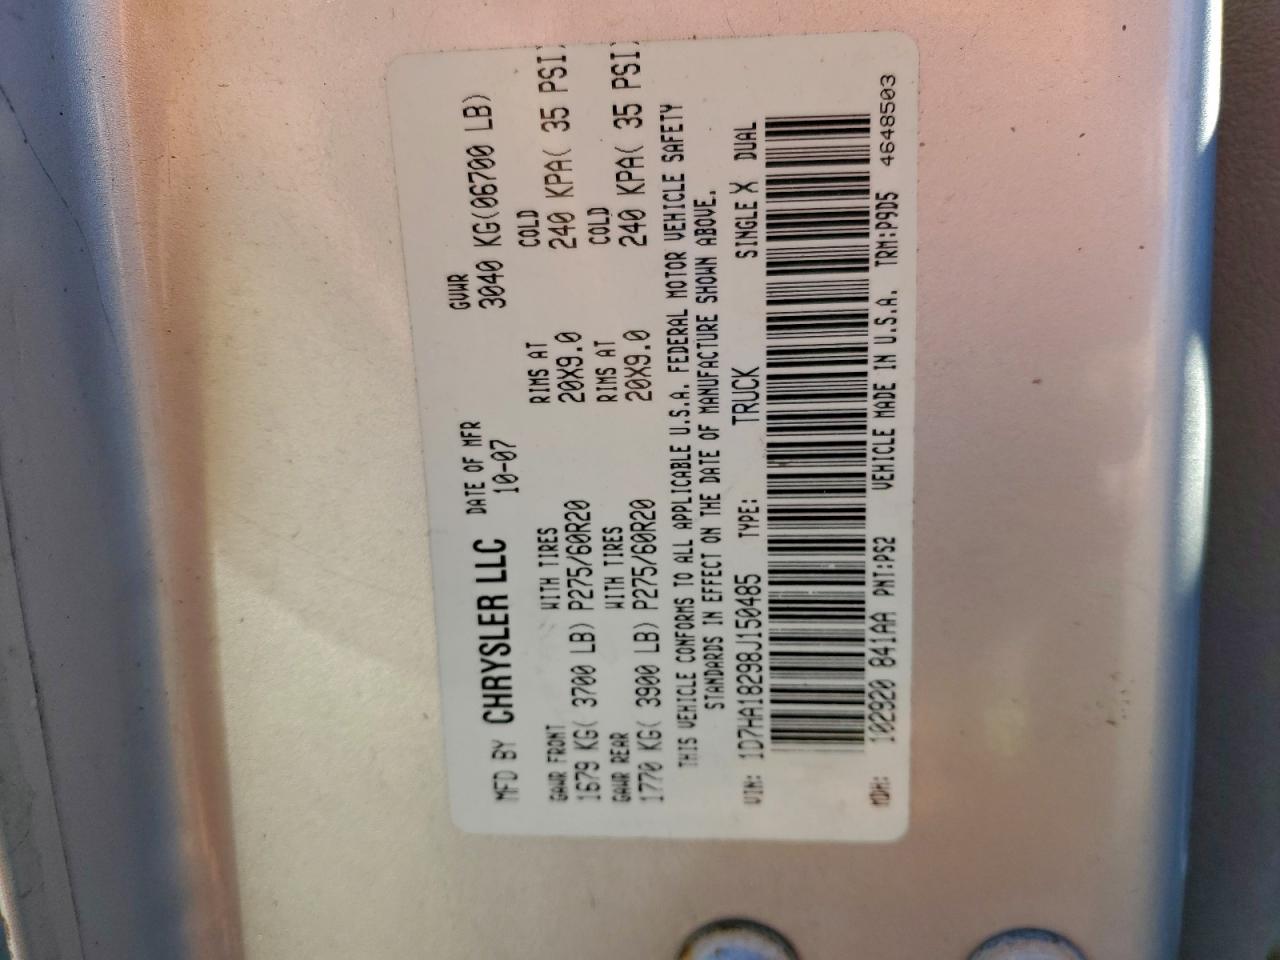 MFD BY CHRYSLER LLC DATE OF MFR 10-07 GVWR 3040 KG(06700 LB)
GAWR FRONT WITH TIRES RIMS AT COLD
1679 KG( 3700 LB) P275/60R20 20X9.0 240 KPA( 35 PSI)
GAWR REAR WITH TIRES RIMS AT COLD
1770 KG( 3900 LB) P275/60R20 20X9.0 240 KPA( 35 PSI)
THIS VEHICLE CONFORMS TO ALL APPLICABLE U.S.A. FEDERAL MOTOR VEHICLE SAFETY
STANDARDS IN EFFECT ON THE DATE OF MANUFACTURE SHOWN ABOVE.
VIN: 1D7HA18298J150485 TYPE: TRUCK SINGLE X DUAL
MDH: 102920 841AA PNT:PS2 VEHICLE MADE IN U.S.A. TRM:P9D5 4648503